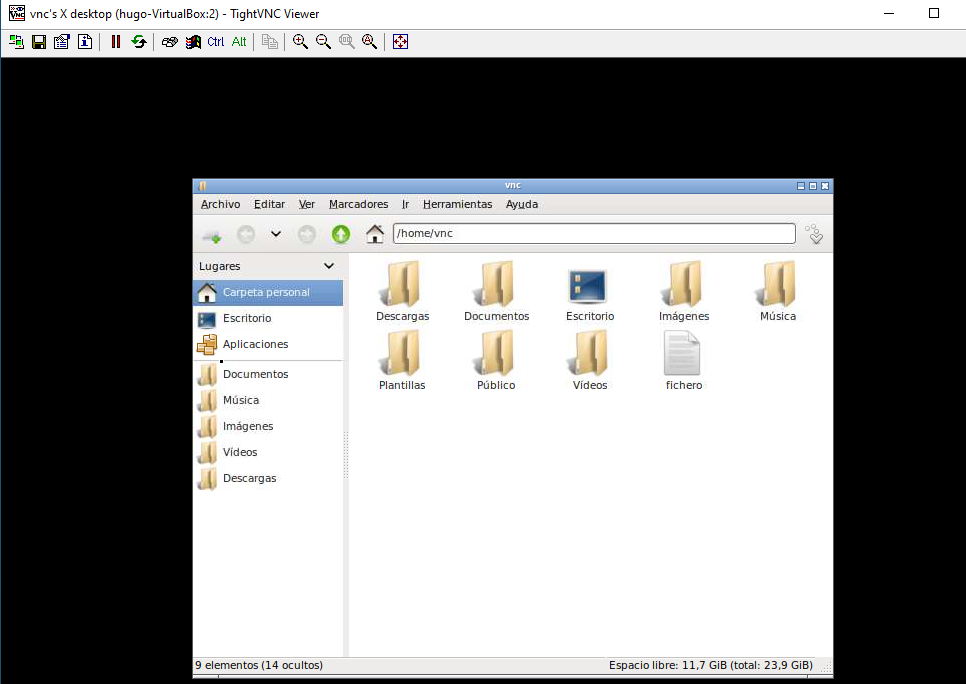 vnc's X desktop (hugo-VirtualBox:2) - TightVNC Viewer
Ctrl Alt
vnc
Archivo Editar Ver Marcadores Ir Herramientas Ayuda
/home/vnc
Lugares
Carpeta personal
Escritorio
Aplicaciones
Documentos
Música
Imágenes
Vídeos
Descargas
Descargas Documentos Escritorio Imágenes Música
Plantillas Público Vídeos fichero
9 elementos (14 ocultos) Espacio libre: 11,7 GiB (total: 23,9 GiB)